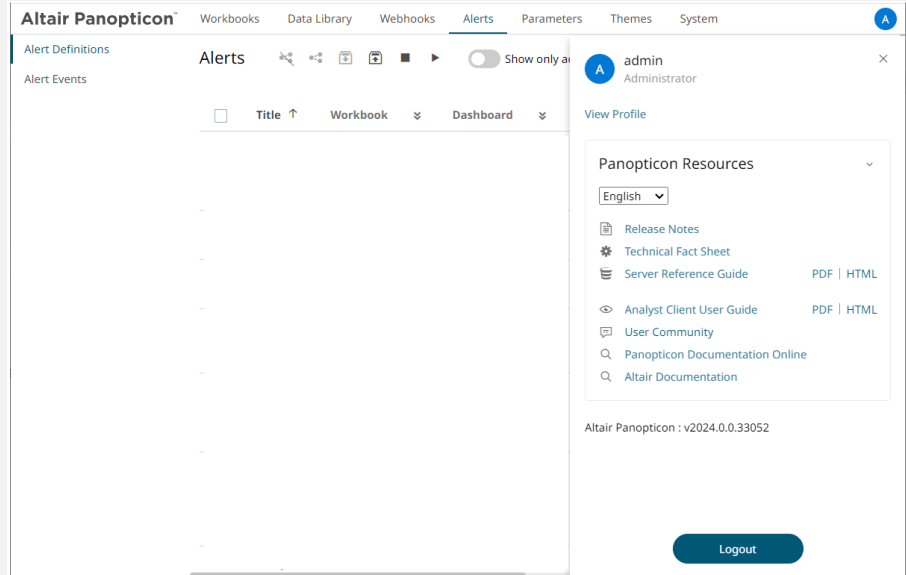 Altair Panopticon™ Workbooks Data Library Webhooks Alerts Parameters Themes System A
Alert Definitions
Alert Events
Alerts Show only a
Title ↑ Workbook Dashboard
A admin
Administrator
View Profile
Panopticon Resources
English
Release Notes
Technical Fact Sheet
Server Reference Guide PDF | HTML
Analyst Client User Guide PDF | HTML
User Community
Panopticon Documentation Online
Altair Documentation
Altair Panopticon : v2024.0.0.33052
Logout